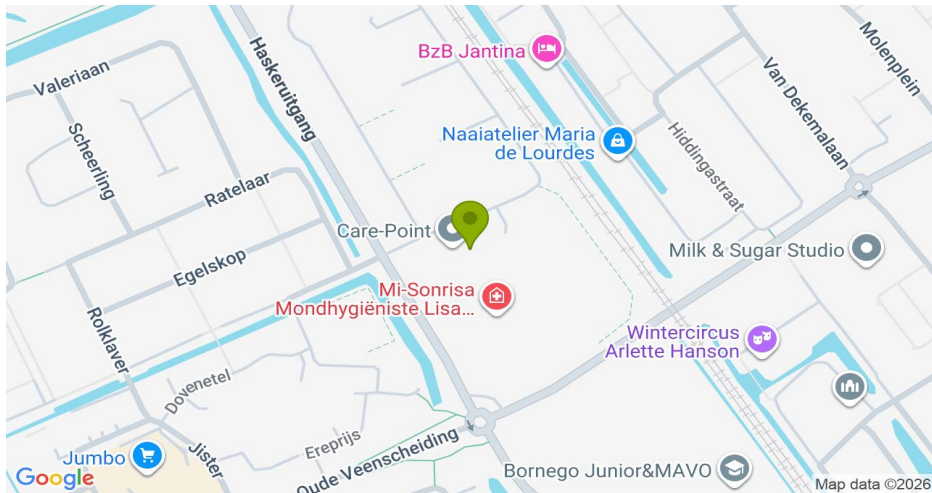 Valeriaan
Haskeruitgang
BzB Jantina
Molenplein
Van Dekemalaan
Scheerling
Naaiatelier Maria
de Lourdes
Hiddingastraat
Ratelaar
Care-Point
Egelskop
Milk & Sugar Studio
Mi-Sonrisa
Mondhygiëniste Lisa...
Rolklaver
Wintercircus
Arlette Hanson
Dovenetel
Jumbo
Jister
Ereprijs
Oude Veenscheiding
Bornego Junior&MAVO
Google
Map data ©2026